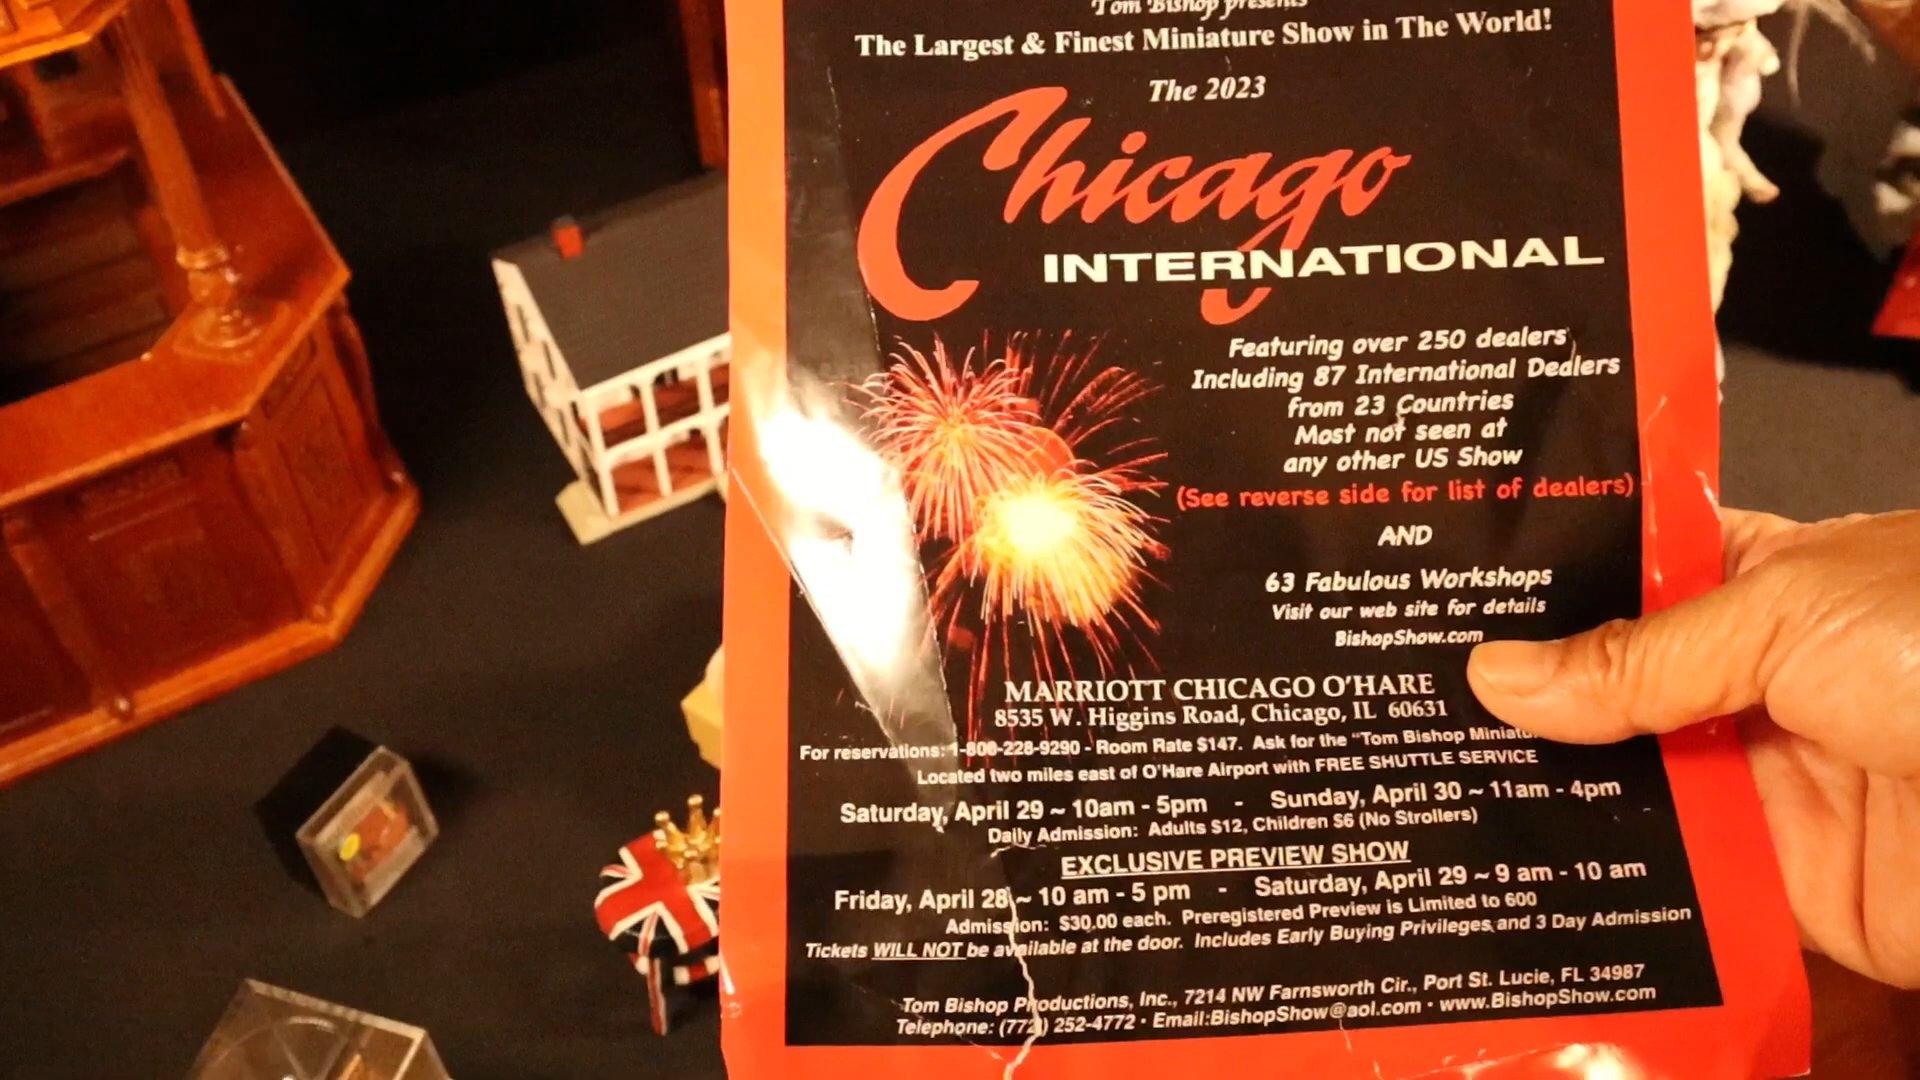 Tom Bishop presents
The Largest & Finest Miniature Show in The World!
The 2023
Chicago
INTERNATIONAL
Featuring over 250 dealers
Including 87 International Dealers
from 23 Countries
Most not seen at
any other US Show
(See reverse side for list of dealers)
AND
63 Fabulous Workshops
Visit our web site for details
BishopShow.com
MARRIOTT CHICAGO O'HARE
8535 W. Higgins Road, Chicago, IL 60631
For reservations: 1-800-228-9290 - Room Rate $147. Ask for the "Tom Bishop
Located two miles east of O'Hare Airport with FREE SHUTTLE SERVICE
Saturday, April 29 ~ 10am - 5pm - Sunday, April 30 ~ 11am - 4pm
Daily Admission: Adults $12, Children $6 (No Strollers)
EXCLUSIVE PREVIEW SHOW
Friday, April 28 ~ 10 am - 5 pm - Saturday, April 29 ~ 9 am - 10 am
Admission: $30.00 each. Preregistered Preview is Limited to 600
Tickets WILL NOT be available at the door. Includes Early Buying Privileges and 3 Day Admission
Tom Bishop Productions, Inc., 7214 NW Farnsworth Cir., Port St. Lucie, FL 34987
Telephone: (772) 252-4772 · Email:BishopShow@aol.com · www.BishopShow.com